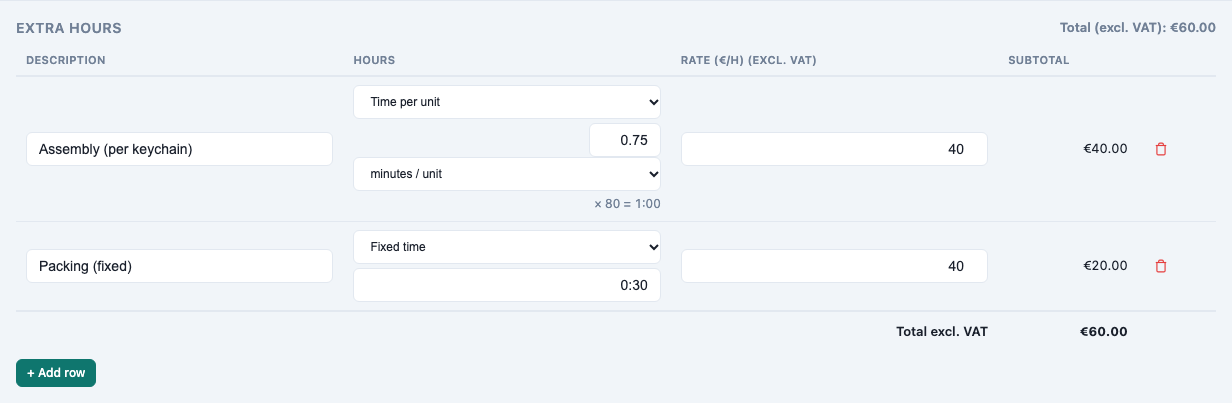 EXTRA HOURS
Total (excl. VAT): €60.00
DESCRIPTION HOURS RATE (€/H) (EXCL. VAT) SUBTOTAL
Time per unit
0.75
Assembly (per keychain) 40 €40.00
minutes / unit
× 80 = 1:00
Fixed time
Packing (fixed) 40 €20.00
0:30
Total excl. VAT €60.00
+ Add row